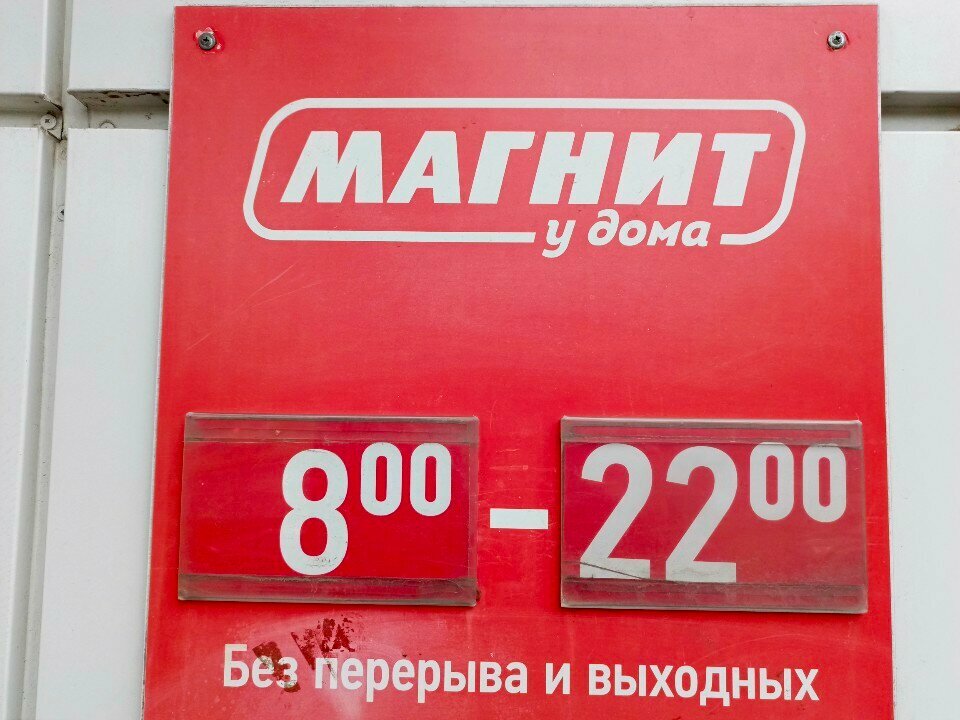 МАГНИТ
у дома
8⁰⁰ – 22⁰⁰
Без перерыва и выходных